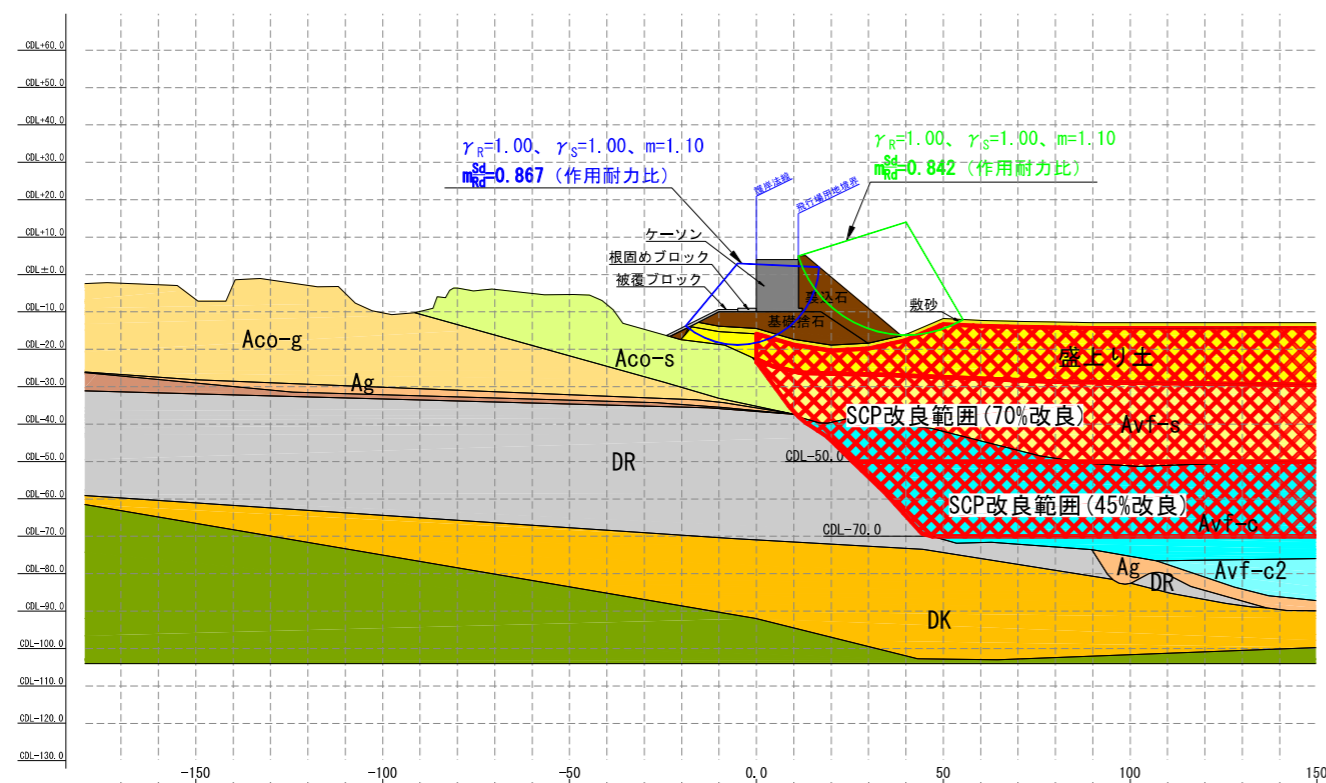 CDL+60.0
CDL+50.0
CDL+40.0
CDL+30.0
CDL+20.0
CDL+10.0
CDL±0.0
CDL-10.0
CDL-20.0
CDL-30.0
CDL-40.0
CDL-50.0
CDL-60.0
CDL-70.0
CDL-80.0
CDL-90.0
CDL-100.0
CDL-110.0
CDL-120.0
CDL-130.0
γR=1.00、γS=1.00、m=1.10
m Sd/Rd=0.867（作用耐力比）
γR=1.00、γS=1.00、m=1.10
m Sd/Rd=0.842（作用耐力比）
護岸法線
飛行場用地境界
ケーソン
根固めブロック
被覆ブロック
裏込石
基礎捨石
敷砂
盛上り土
Aco-g
Aco-s
Ag
SCP改良範囲(70%改良)
Avf-s
DR
CDL-50.0
SCP改良範囲(45%改良)
Avf-c
CDL-70.0
Ag
DR
Avf-c2
DK
-150
-100
-50
0.0
50
100
150